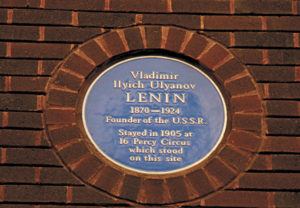 Vladimir
Ilyich Ulyanov
LENIN
1870—1924
Founder of the U.S.S.R.
Stayed in 1905 at
16 Percy Circus
which stood
on this site